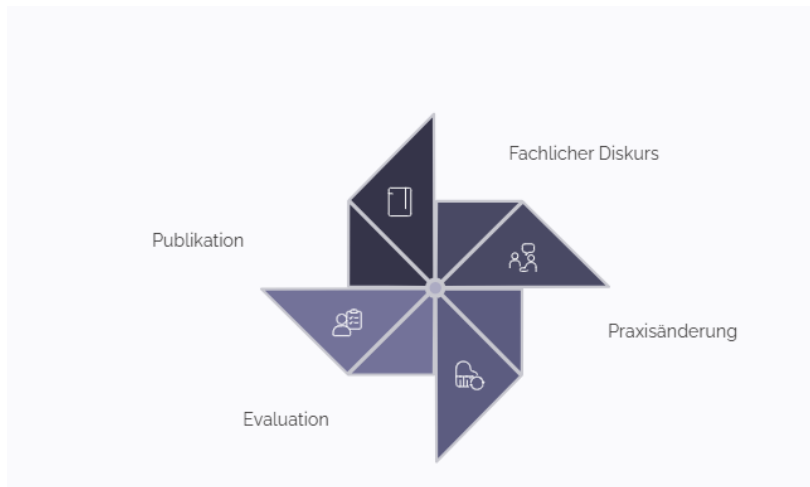 Fachlicher Diskurs
Publikation
Praxisänderung
Evaluation